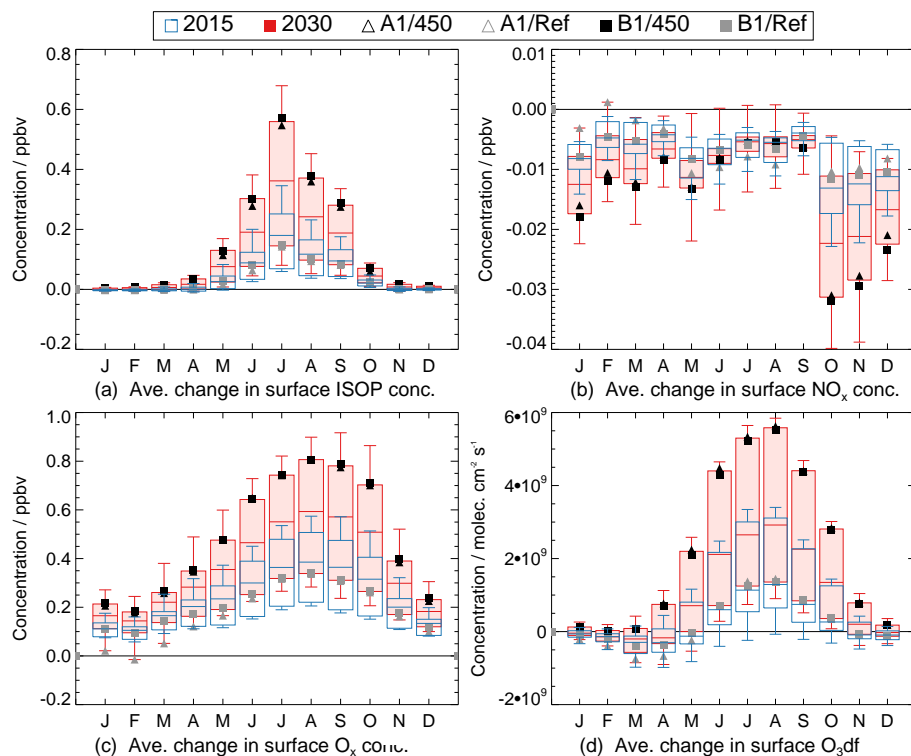 2015 2030 A1/450 A1/Ref B1/450 B1/Ref
Concentration / ppbv
0.8
0.6
0.4
0.2
0.0
-0.2
J F M A M J J A S O N D
(a) Ave. change in surface ISOP conc.
Concentration / ppbv
0.00
-0.01
-0.02
-0.03
-0.04
J F M A M J J A S O N D
(b) Ave. change in surface NOₓ conc.
Concentration / ppbv
1.0
0.8
0.6
0.4
0.2
0.0
-0.2
J F M A M J J A S O N D
(c) Ave. change in surface Oₓ conc.
Concentration / molec. cm⁻² s⁻¹
6•10⁹
4•10⁹
2•10⁹
0
-2•10⁹
J F M A M J J A S O N D
(d) Ave. change in surface O₃df